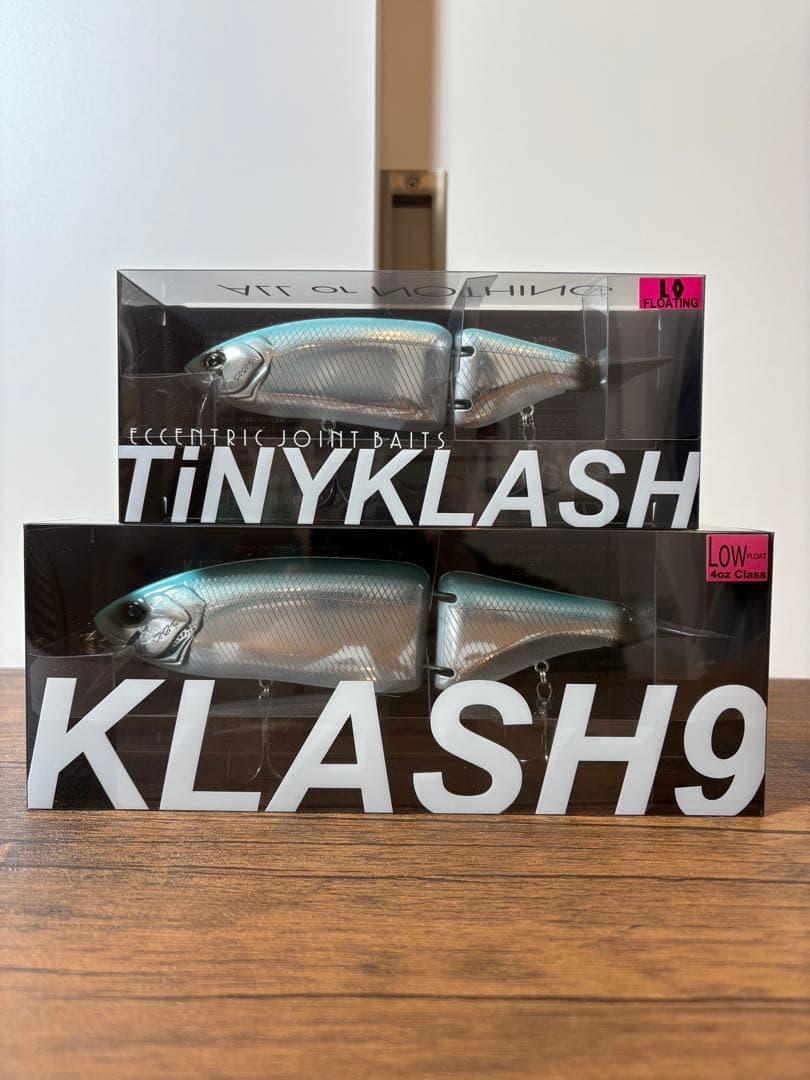 ALL or NOTHING.
LO
FLOATING
ECCENTRIC JOINT BAITS
TiNYKLASH
LOW FLOAT
4oz Class
KLASH9